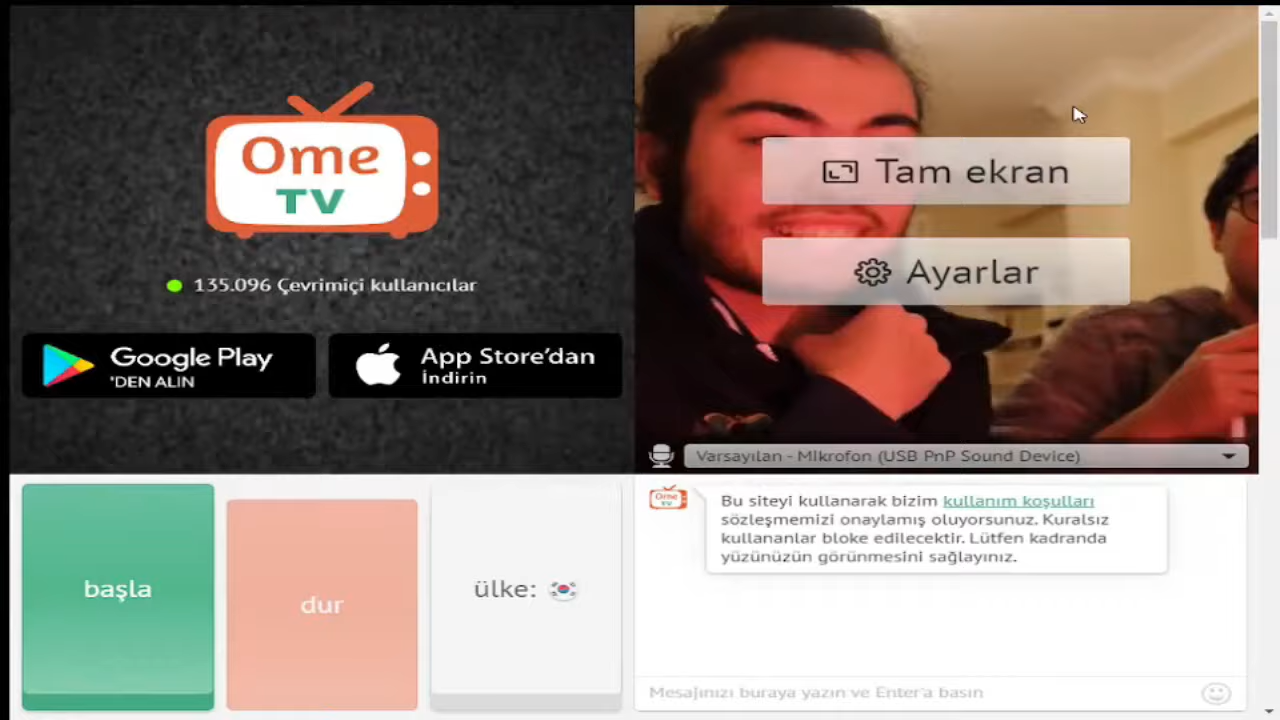 Ome
TV
135.096 Çevrimiçi kullanıcılar
Google Play
'DEN ALIN
App Store'dan
İndirin
Tam ekran
Ayarlar
Varsayılan - Mikrofon (USB PnP Sound Device)
başla
dur
ülke:
Ome
TV
Bu siteyi kullanarak bizim kullanım koşulları
sözleşmemizi onaylamış oluyorsunuz. Kuralsız
kullananlar bloke edilecektir. Lütfen kadranda
yüzünüzün görünmesini sağlayınız.
Mesajınızı buraya yazın ve Enter'a basın